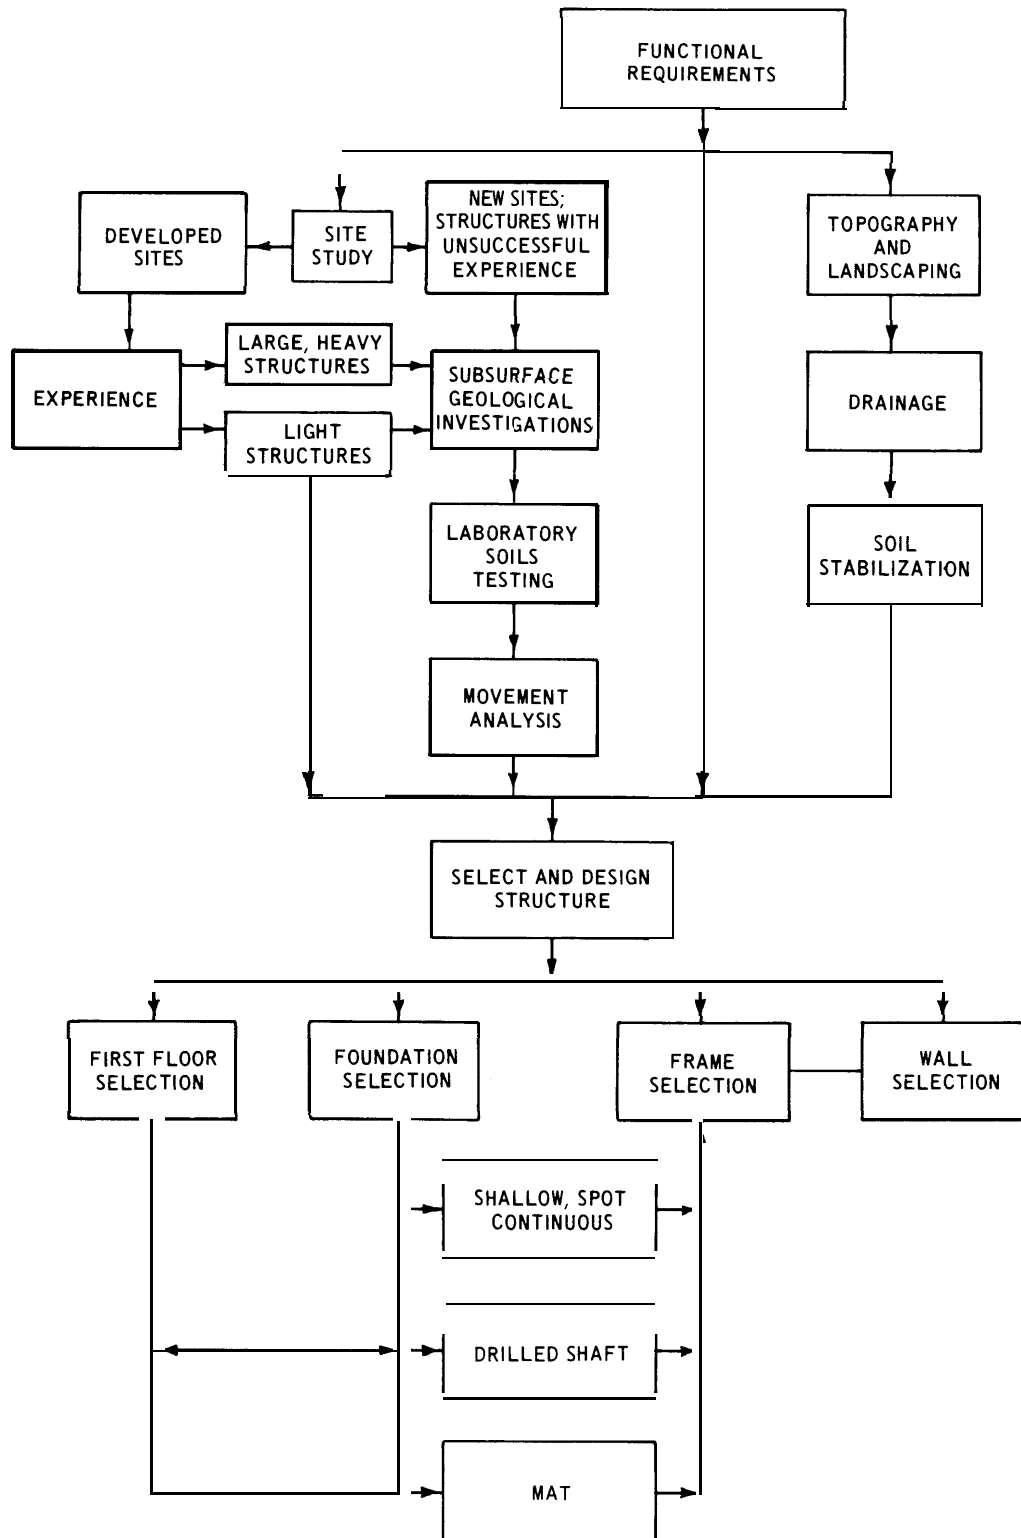 FUNCTIONAL
REQUIREMENTS
DEVELOPED
SITES
SITE
STUDY
NEW SITES;
STRUCTURES WITH
UNSUCCESSFUL
EXPERIENCE
TOPOGRAPHY
AND
LANDSCAPING
EXPERIENCE
LARGE, HEAVY
STRUCTURES
LIGHT
STRUCTURES
SUBSURFACE
GEOLOGICAL
INVESTIGATIONS
DRAINAGE
LABORATORY
SOILS
TESTING
SOIL
STABILIZATION
MOVEMENT
ANALYSIS
SELECT AND DESIGN
STRUCTURE
FIRST FLOOR
SELECTION
FOUNDATION
SELECTION
FRAME
SELECTION
WALL
SELECTION
SHALLOW, SPOT
CONTINUOUS
DRILLED SHAFT
MAT